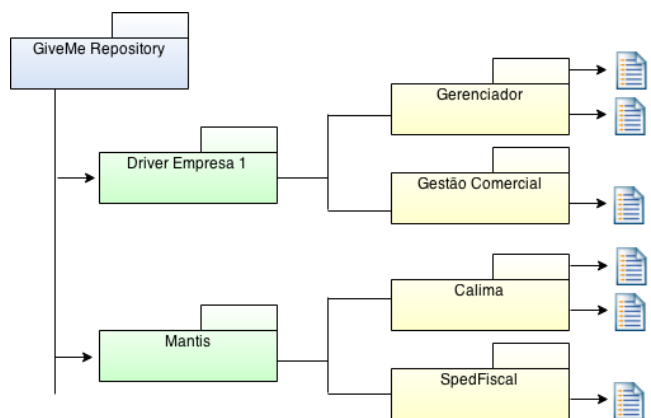 GiveMe Repository
Gerenciador
Driver Empresa 1
Gestão Comercial
Calima
Mantis
SpedFiscal